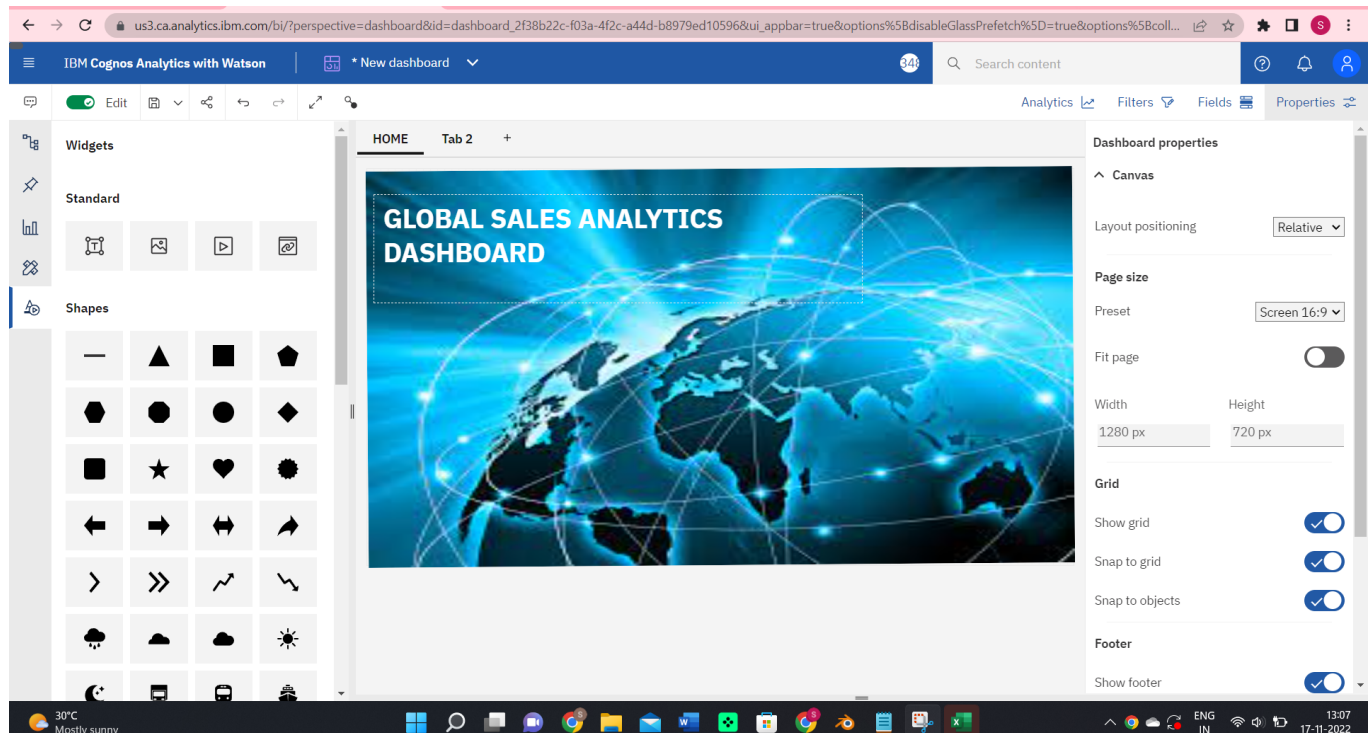 us3.ca.analytics.ibm.com/bi/?perspective=dashboard&id=dashboard_2f38b22c-f03a-4f2c-a44d-b8979ed10596&ui_appbar=true&options%5BdisableGlassPrefetch%5D=true&options%5Bcoll...
S
IBM Cognos Analytics with Watson
* New dashboard
Search content
Edit
Analytics
Filters
Fields
Properties
Widgets
HOME
Tab 2
+
Dashboard properties
Canvas
Standard
GLOBAL SALES ANALYTICS
DASHBOARD
Layout positioning
Relative
Page size
Shapes
Preset
Screen 16:9
Fit page
Width
Height
1280 px
720 px
Grid
Show grid
Snap to grid
Snap to objects
Footer
Show footer
30°C
Mostly sunny
ENG
IN
13:07
17-11-2022